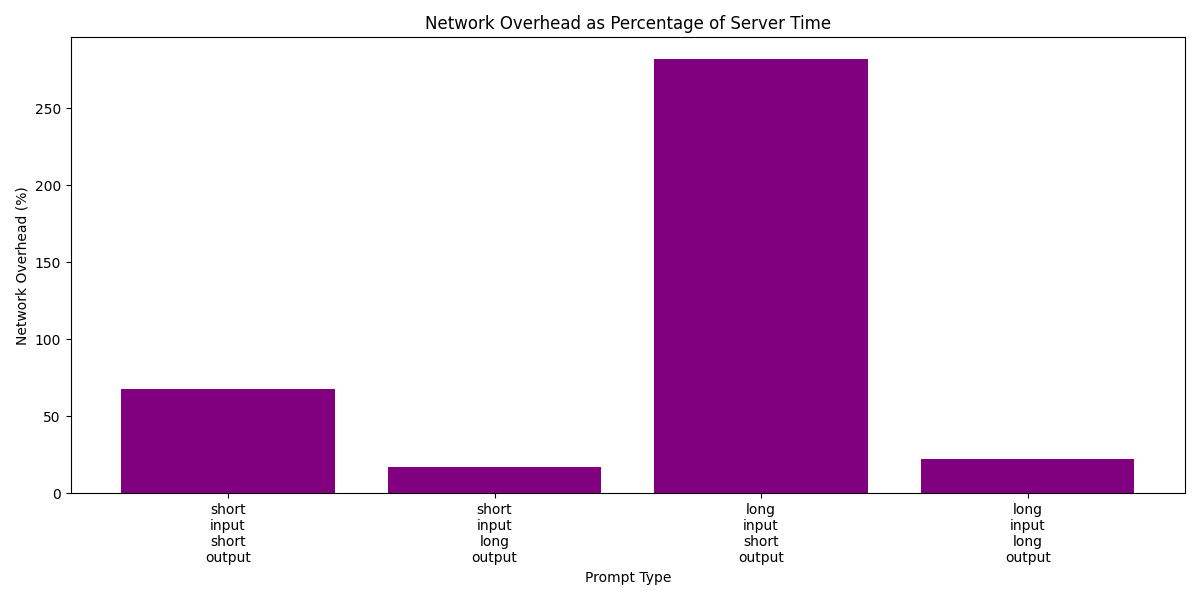 Network Overhead as Percentage of Server Time
Network Overhead (%)
250
200
150
100
50
0
short
input
short
output
short
input
long
output
long
input
short
output
long
input
long
output
Prompt Type